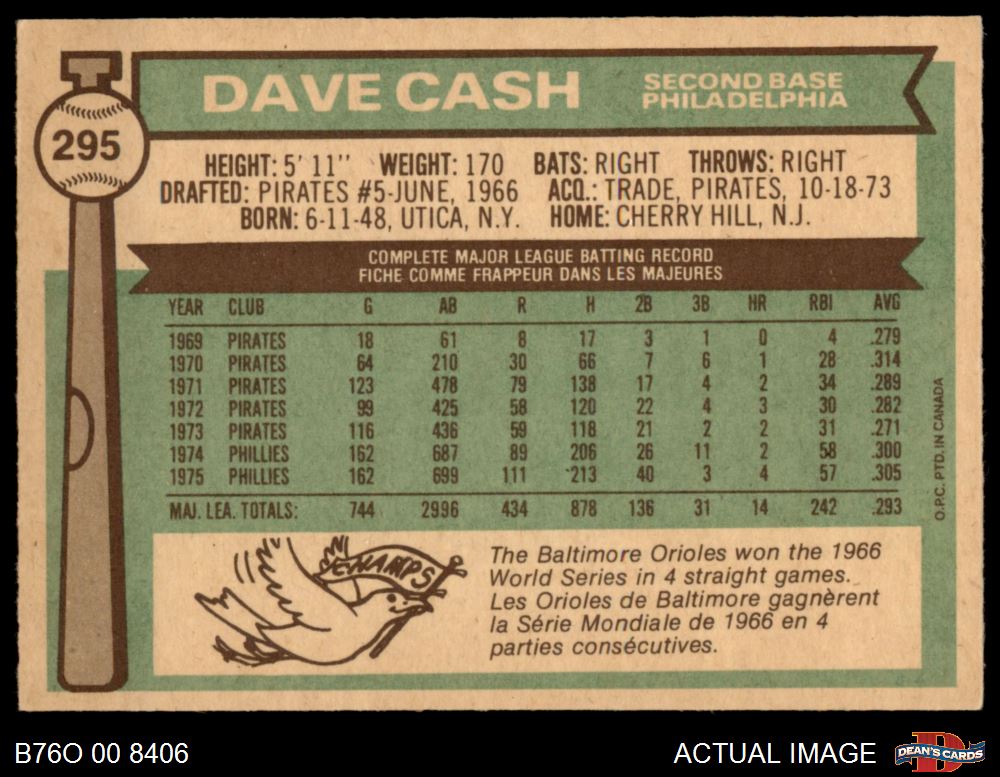 DAVE CASH
SECOND BASE
PHILADELPHIA
295
HEIGHT: 5' 11" WEIGHT: 170 BATS: RIGHT THROWS: RIGHT
DRAFTED: PIRATES #5-JUNE, 1966 ACQ.: TRADE, PIRATES, 10-18-73
BORN: 6-11-48, UTICA, N.Y. HOME: CHERRY HILL, N.J.
COMPLETE MAJOR LEAGUE BATTING RECORD
FICHE COMME FRAPPEUR DANS LES MAJEURES
YEAR CLUB G AB R H 2B 3B HR RBI AVG
1969 PIRATES 18 61 8 17 3 1 0 4 .279
1970 PIRATES 64 210 30 66 7 6 1 28 .314
1971 PIRATES 123 478 79 138 17 4 2 34 .289
1972 PIRATES 99 425 58 120 22 4 3 30 .282
1973 PIRATES 116 436 59 118 21 2 2 31 .271
1974 PHILLIES 162 687 89 206 26 11 2 58 .300
1975 PHILLIES 162 699 111 213 40 3 4 57 .305
MAJ. LEA. TOTALS: 744 2996 434 878 136 31 14 242 .293
O.P.C. PTD. IN CANADA
CHAMPS
The Baltimore Orioles won the 1966
World Series in 4 straight games.
Les Orioles de Baltimore gagnèrent
la Série Mondiale de 1966 en 4
parties consécutives.
B76O 00 8406
ACTUAL IMAGE
D
DEAN'S CARDS